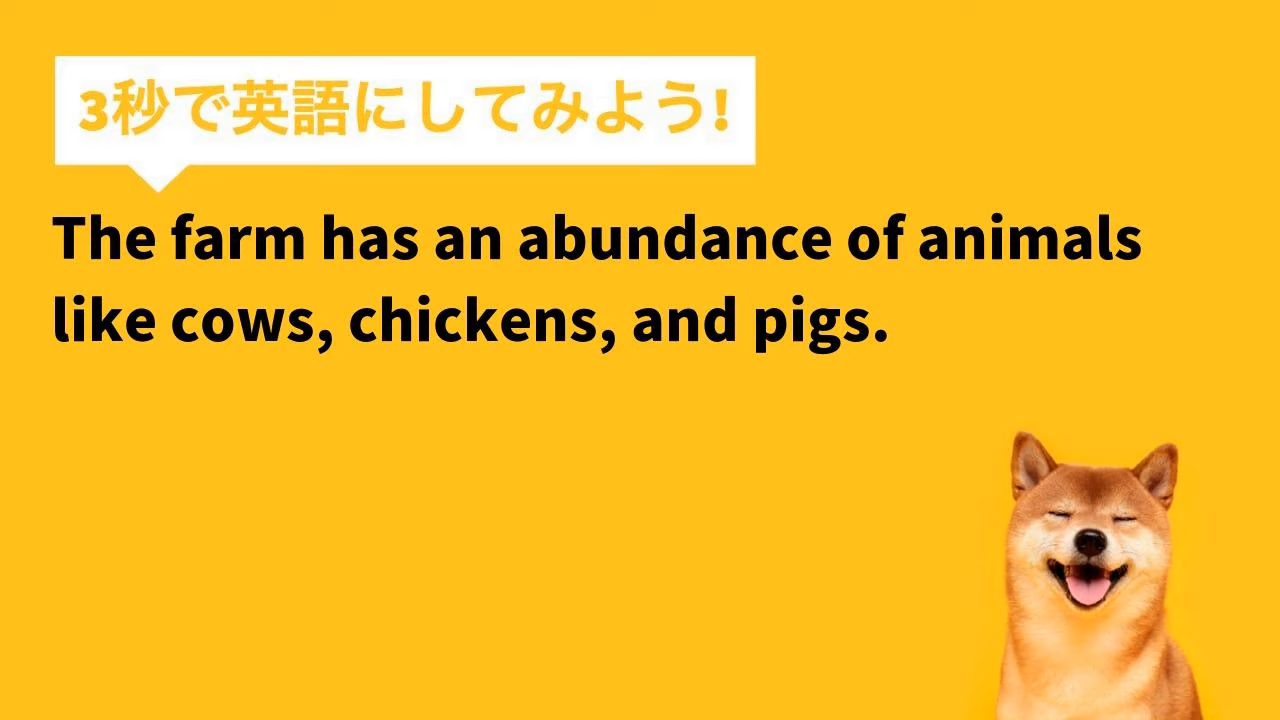 3秒で英語にしてみよう!
The farm has an abundance of animals
like cows, chickens, and pigs.